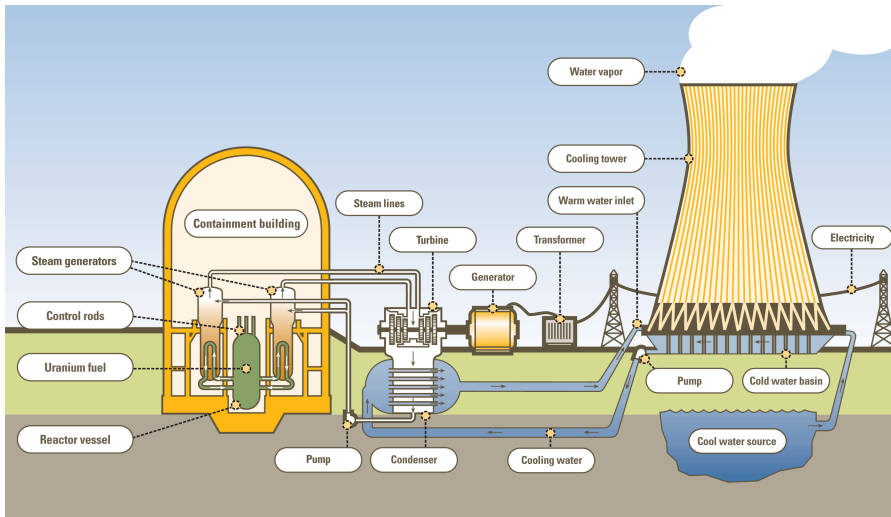 Water vapor
Cooling tower
Steam lines
Warm water inlet
Containment building
Turbine
Transformer
Electricity
Steam generators
Generator
Control rods
Uranium fuel
Pump
Cold water basin
Reactor vessel
Cool water source
Pump
Condenser
Cooling water